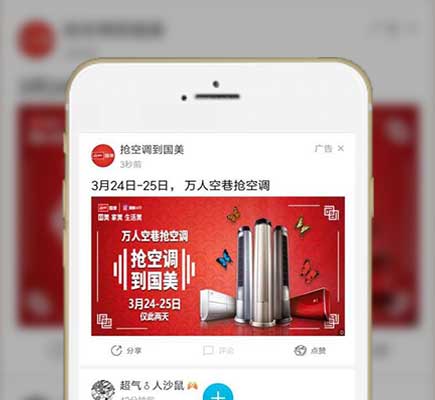 抢空调到国美
3秒前
广告 ×
3月24日-25日，万人空巷抢空调
国美
国美 家美 生活美
万人空巷抢空调
抢空调
到国美
3月24-25日
仅此两天
分享
评论
点赞
超气♂人沙鼠